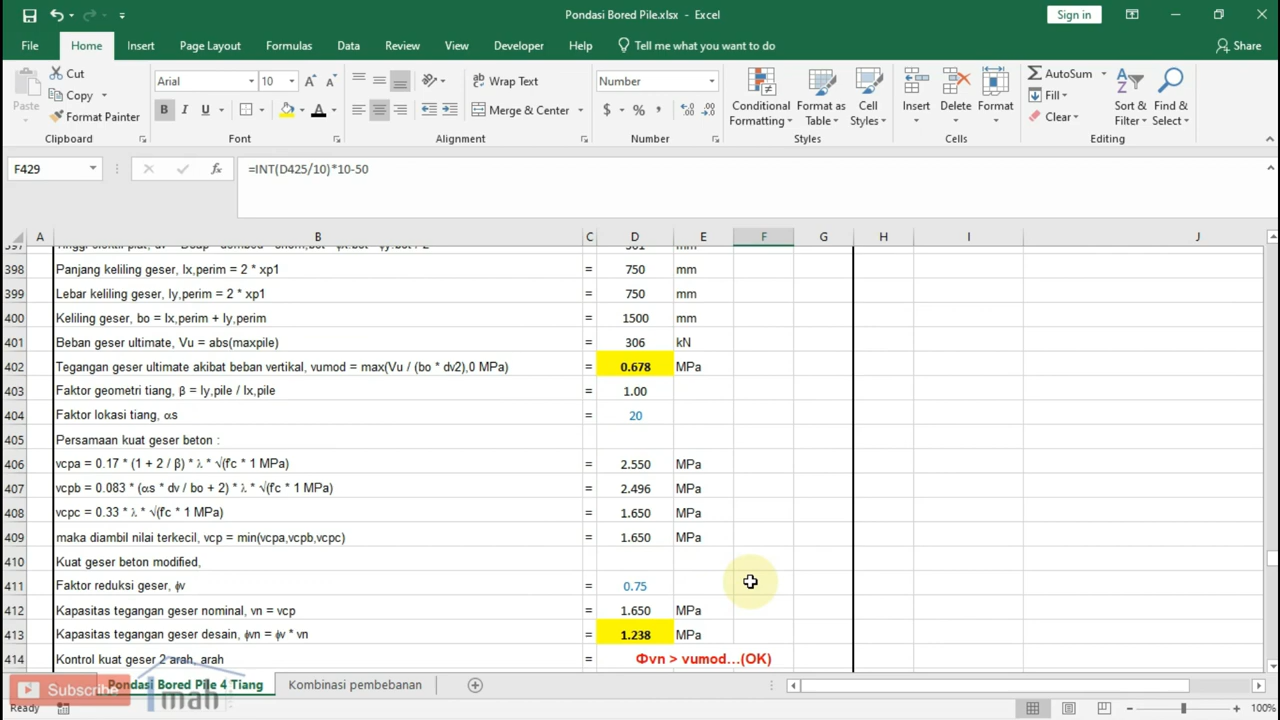 Pondasi Bored Pile.xlsx - Excel
Sign in
File Home Insert Page Layout Formulas Data Review View Developer Help Tell me what you want to do Share
Cut
Copy
Format Painter
Paste
Clipboard
Arial 10
B I U
Font
Wrap Text
Merge & Center
Alignment
Number
$ % ,
Number
Conditional Formatting
Format as Table
Cell Styles
Styles
Insert Delete Format
Cells
AutoSum
Fill
Clear
Sort & Filter
Find & Select
Editing
F429 fx =INT(D425/10)*10-50
A B C D E F G H I J
398 Panjang keliling geser, lx,perim = 2 * xp1 = 750 mm
399 Lebar keliling geser, ly,perim = 2 * xp1 = 750 mm
400 Keliling geser, bo = lx,perim + ly,perim = 1500 mm
401 Beban geser ultimate, Vu = abs(maxpile) = 306 kN
402 Tegangan geser ultimate akibat beban vertikal, vumod = max(Vu / (bo * dv2),0 MPa) = 0.678 MPa
403 Faktor geometri tiang, β = ly,pile / lx,pile = 1.00
404 Faktor lokasi tiang, αs = 20
405 Persamaan kuat geser beton :
406 vcpa = 0.17 * (1 + 2 / β) * λ * √(f'c * 1 MPa) = 2.550 MPa
407 vcpb = 0.083 * (αs * dv / bo + 2) * λ * √(f'c * 1 MPa) = 2.496 MPa
408 vcpc = 0.33 * λ * √(f'c * 1 MPa) = 1.650 MPa
409 maka diambil nilai terkecil, vcp = min(vcpa,vcpb,vcpc) = 1.650 MPa
410 Kuat geser beton modified,
411 Faktor reduksi geser, ϕv = 0.75
412 Kapasitas tegangan geser nominal, vn = vcp = 1.650 MPa
413 Kapasitas tegangan geser desain, ϕvn = ϕv * vn = 1.238 MPa
414 Kontrol kuat geser 2 arah, arah = Φvn > vumod...(OK)
Subscribe
Pondasi Bored Pile 4 Tiang Kombinasi pembebanan
Imah
Ready 100%